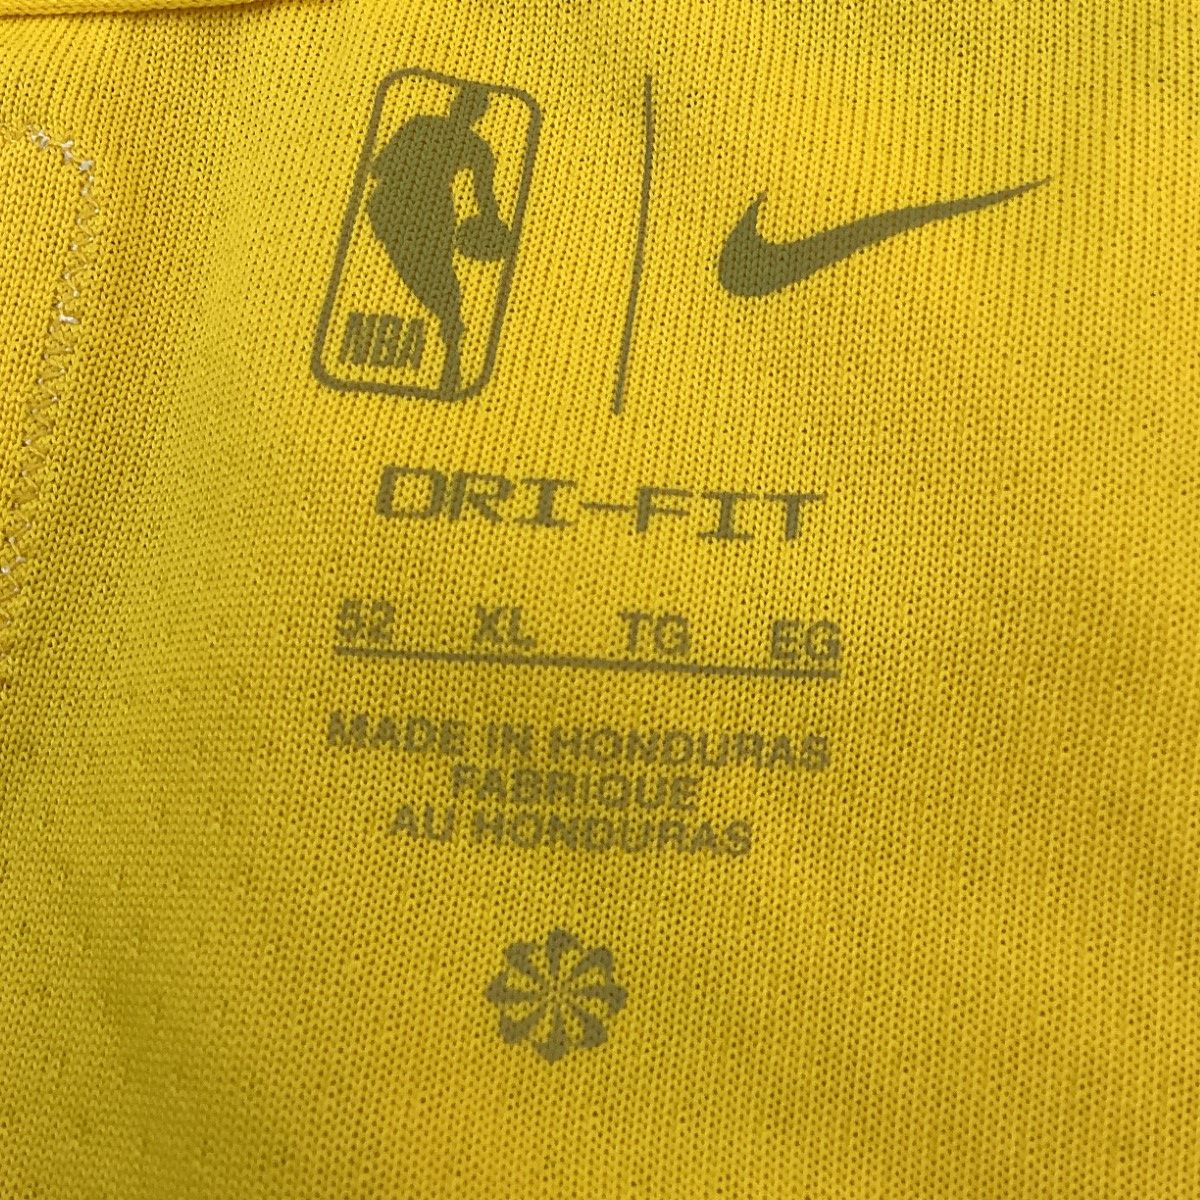 NBA
DRI-FIT
52 XL TG EG
MADE IN HONDURAS
FABRIQUE
AU HONDURAS